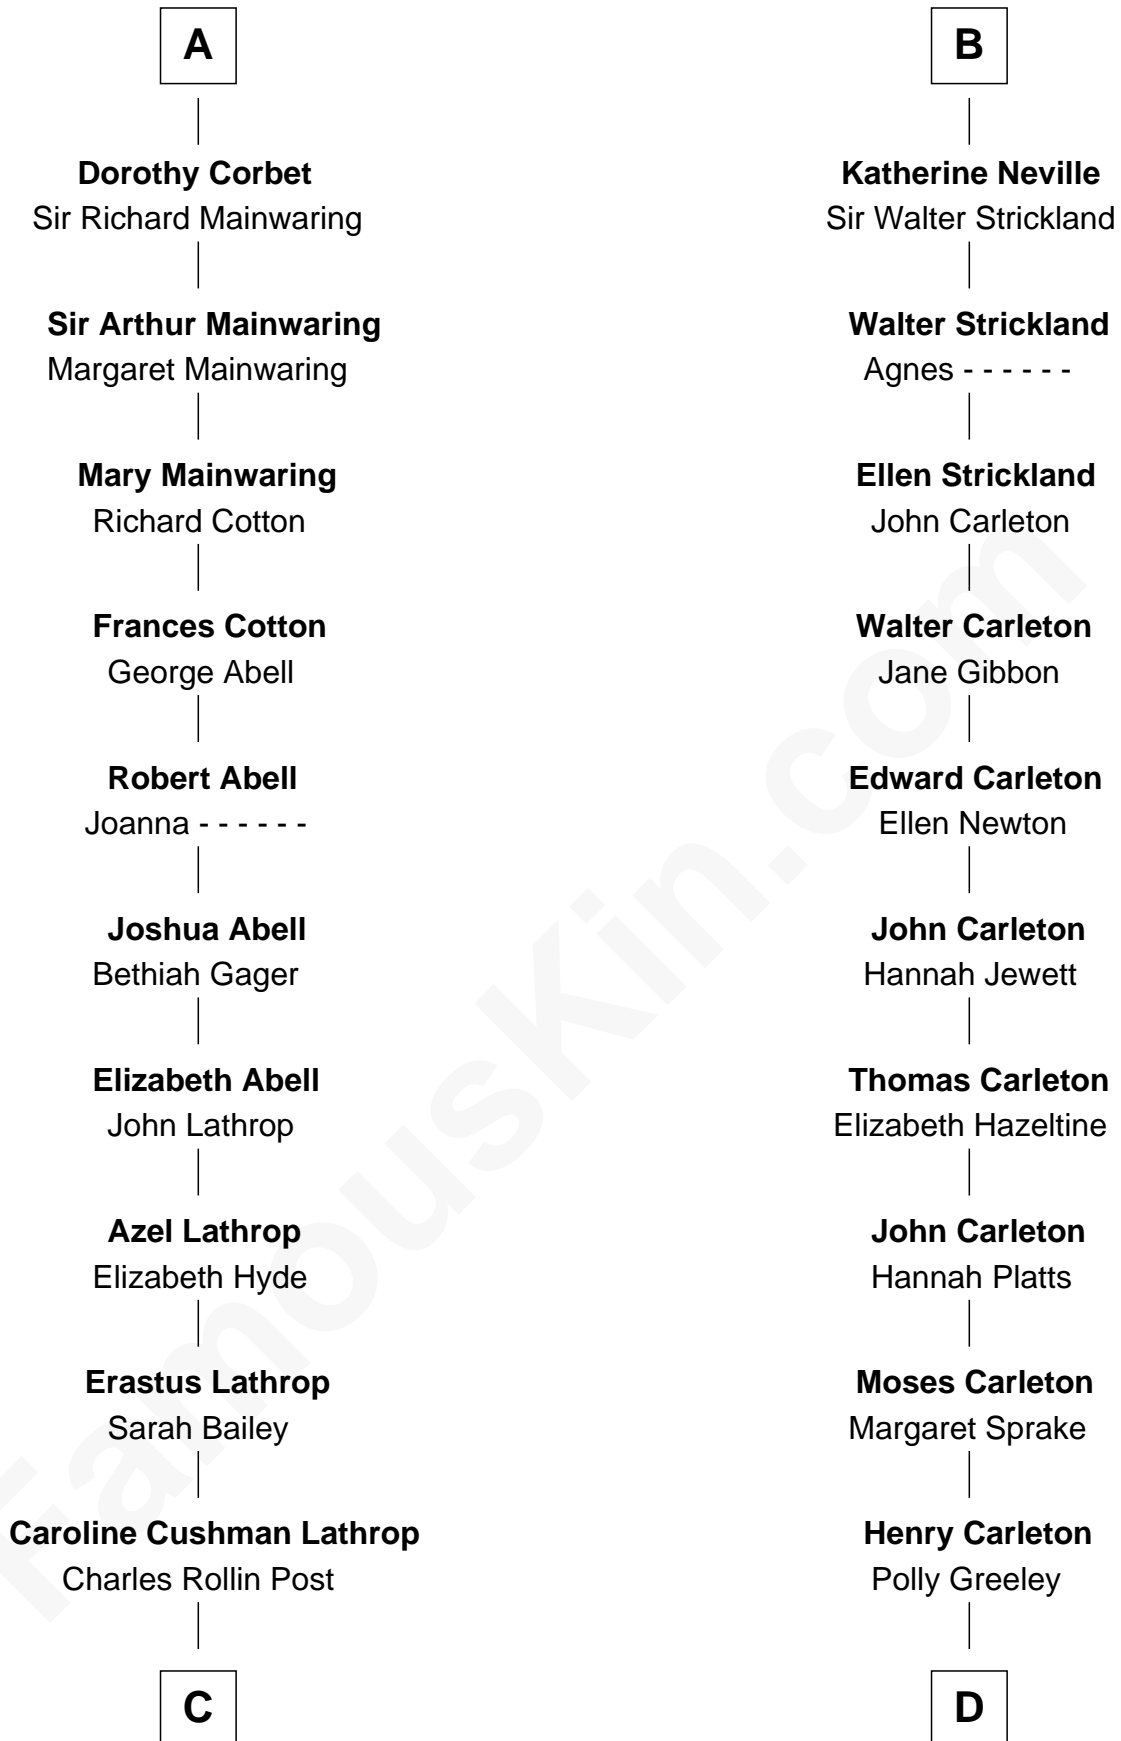 A
Dorothy Corbet
Sir Richard Mainwaring
Sir Arthur Mainwaring
Margaret Mainwaring
Mary Mainwaring
Richard Cotton
Frances Cotton
George Abell
Robert Abell
Joanna - - - - - -
Joshua Abell
Bethiah Gager
Elizabeth Abell
John Lathrop
Azel Lathrop
Elizabeth Hyde
Erastus Lathrop
Sarah Bailey
Caroline Cushman Lathrop
Charles Rollin Post
C
B
Katherine Neville
Sir Walter Strickland
Walter Strickland
Agnes - - - - - -
Ellen Strickland
John Carleton
Walter Carleton
Jane Gibbon
Edward Carleton
Ellen Newton
John Carleton
Hannah Jewett
Thomas Carleton
Elizabeth Hazeltine
John Carleton
Hannah Platts
Moses Carleton
Margaret Sprake
Henry Carleton
Polly Greeley
D
FamousKin.com